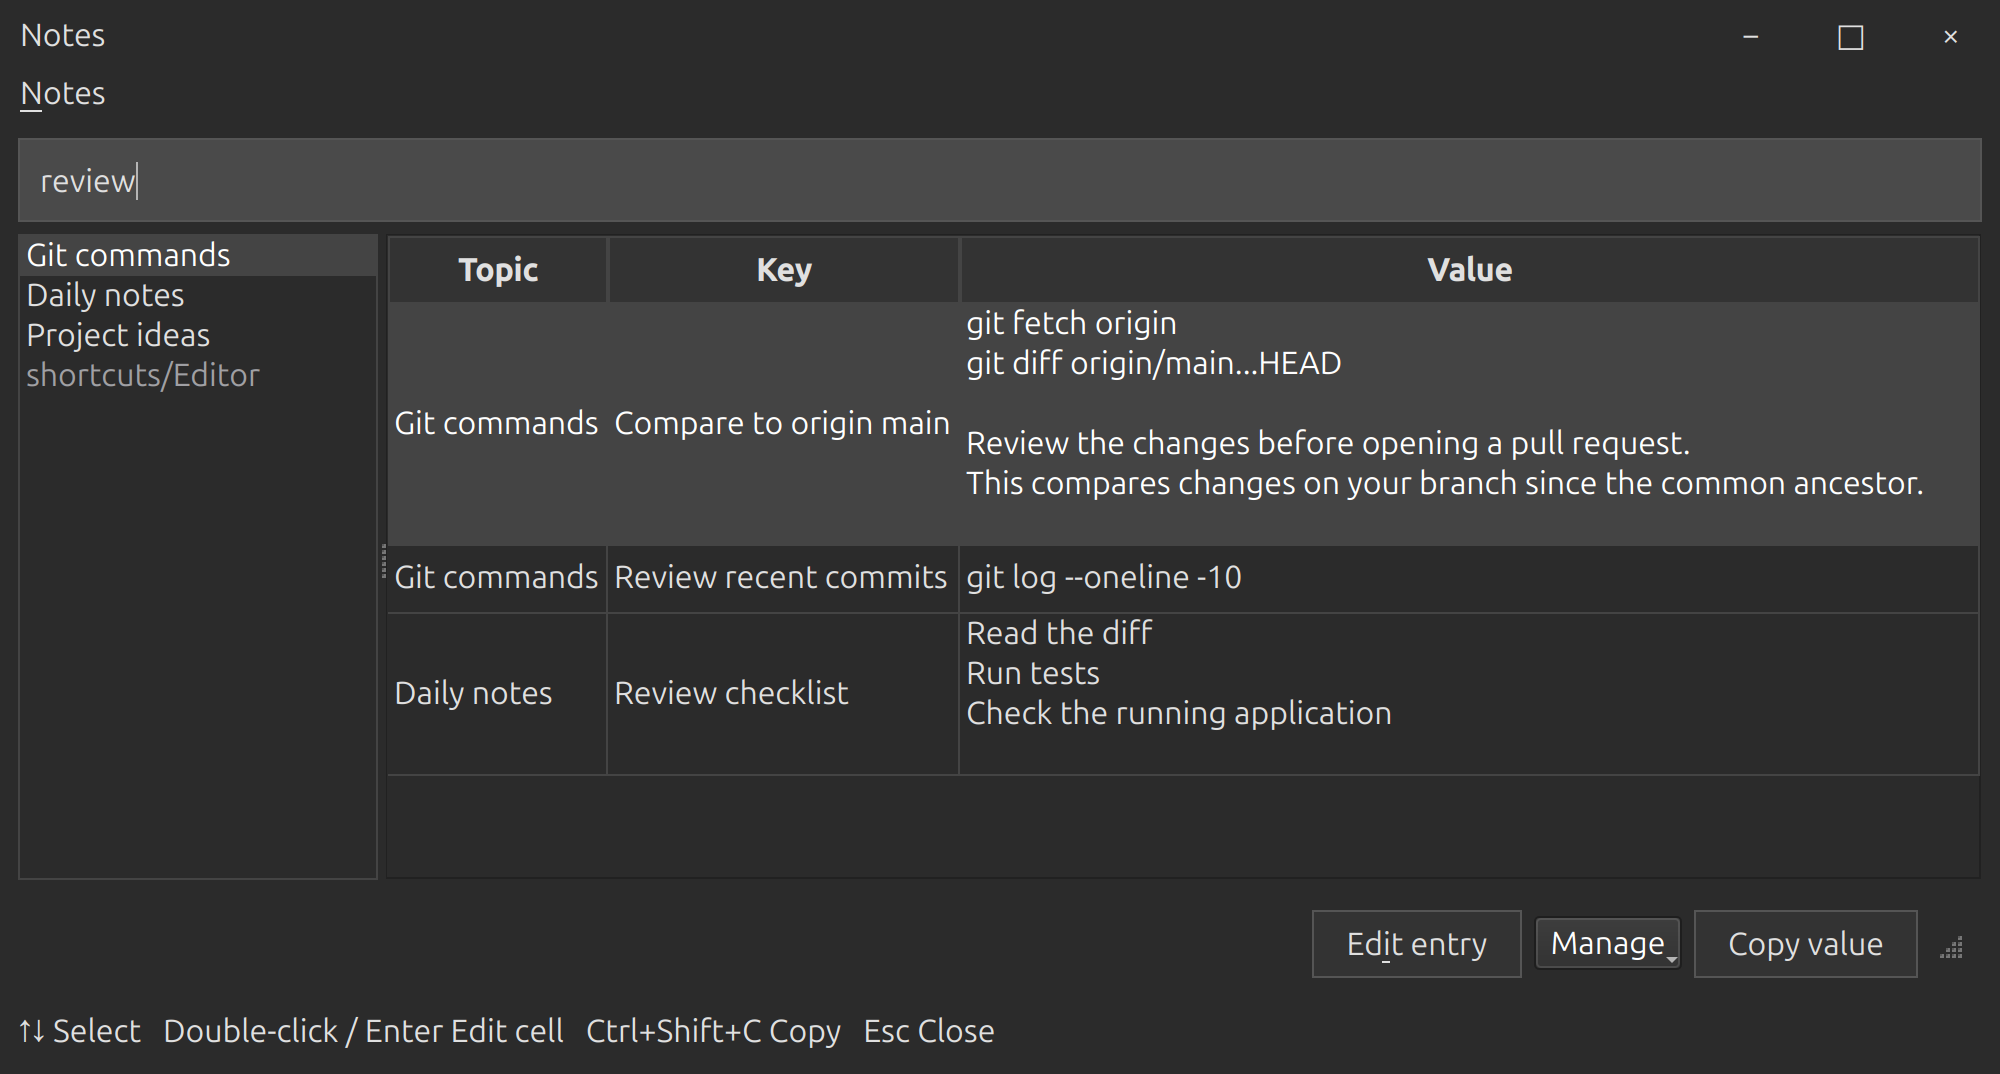 Notes
Notes
review
Git commands
Daily notes
Project ideas
shortcuts/Editor
Topic Key Value
Git commands Compare to origin main
git fetch origin
git diff origin/main...HEAD
Review the changes before opening a pull request.
This compares changes on your branch since the common ancestor.
Git commands Review recent commits git log --oneline -10
Daily notes Review checklist
Read the diff
Run tests
Check the running application
Edit entry Manage Copy value
↑↓ Select Double-click / Enter Edit cell Ctrl+Shift+C Copy Esc Close